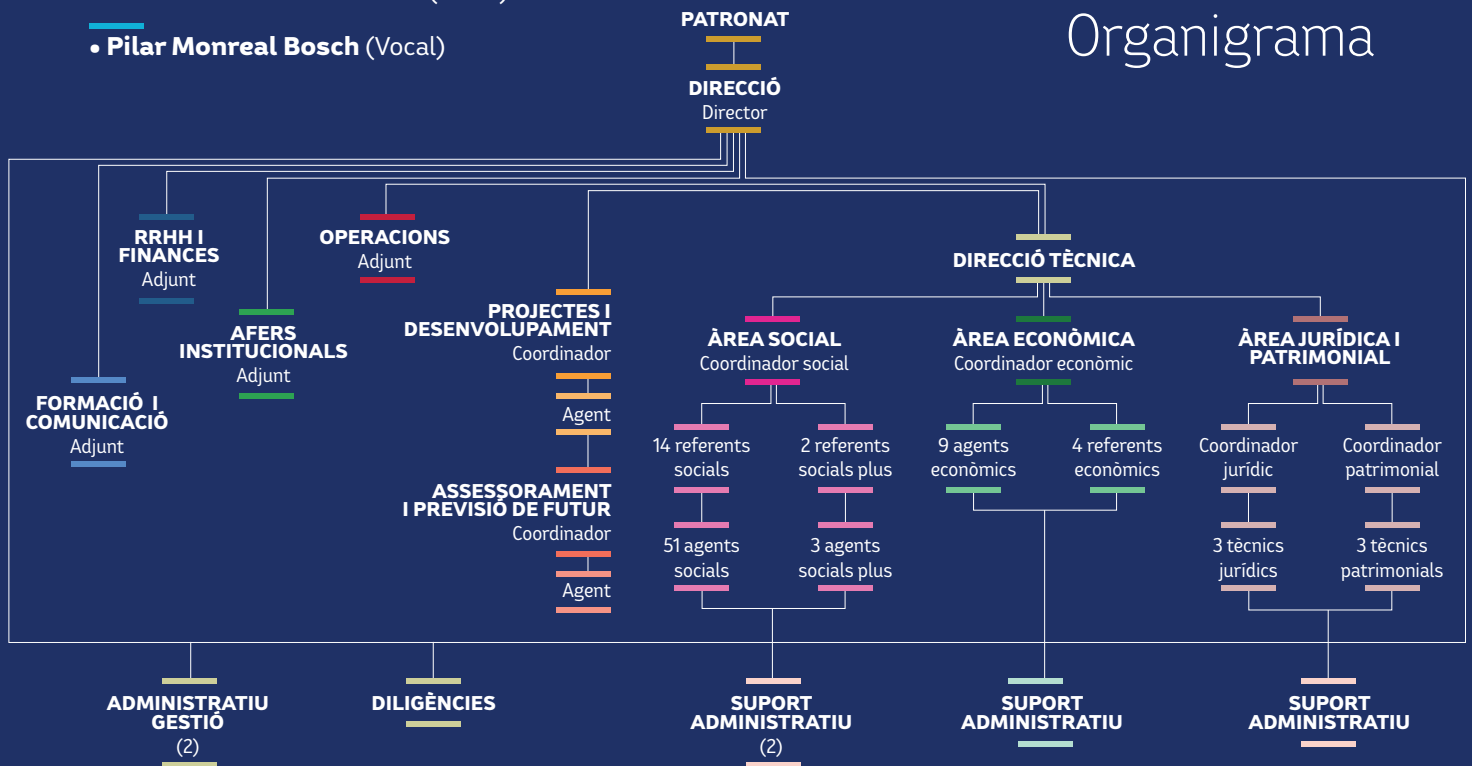 • Pilar Monreal Bosch (Vocal)
Organigrama
PATRONAT
DIRECCIÓ
Director
RRHH I
FINANCES
Adjunt
OPERACIONS
Adjunt
DIRECCIÓ TÈCNICA
AFERS
INSTITUCIONALS
Adjunt
PROJECTES I
DESENVOLUPAMENT
Coordinador
Agent
FORMACIÓ I
COMUNICACIÓ
Adjunt
ASSESSORAMENT
I PREVISIÓ DE FUTUR
Coordinador
Agent
ÀREA SOCIAL
Coordinador social
14 referents
socials
2 referents
socials plus
51 agents
socials
3 agents
socials plus
ÀREA ECONÒMICA
Coordinador econòmic
9 agents
econòmics
4 referents
econòmics
ÀREA JURÍDICA I
PATRIMONIAL
Coordinador
jurídic
Coordinador
patrimonial
3 tècnics
jurídics
3 tècnics
patrimonials
ADMINISTRATIU
GESTIÓ
(2)
DILIGÈNCIES
SUPORT
ADMINISTRATIU
(2)
SUPORT
ADMINISTRATIU
SUPORT
ADMINISTRATIU